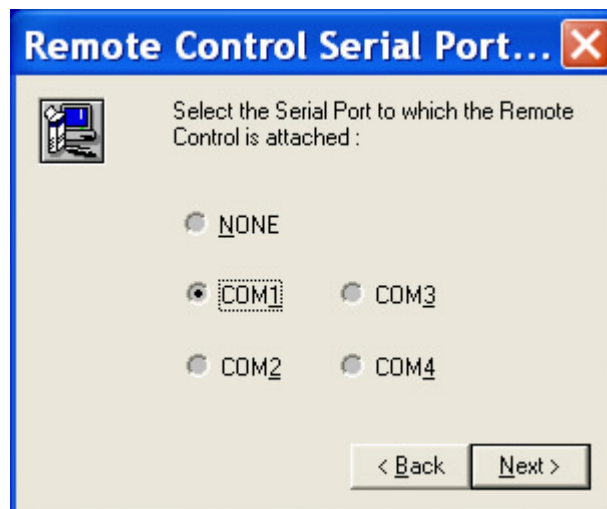 Remote Control Serial Port...
Select the Serial Port to which the Remote
Control is attached :
NONE
COM1 COM3
COM2 COM4
< Back Next >